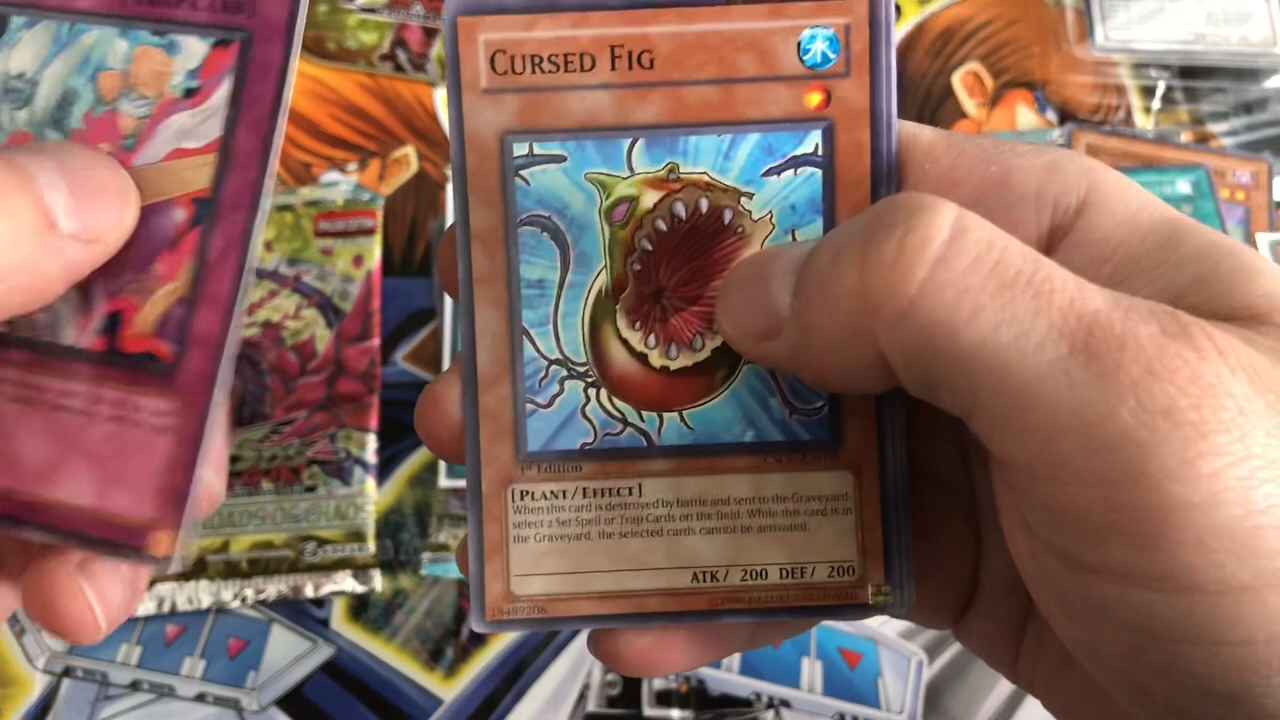 CURSED FIG
水
1st Edition
[PLANT/EFFECT]
When this card is destroyed by battle and sent to the Graveyard
select 2 Set Spell or Trap Cards on the field. While this card is in
the Graveyard, the selected cards cannot be activated.
ATK/ 200 DEF/ 200
18489208